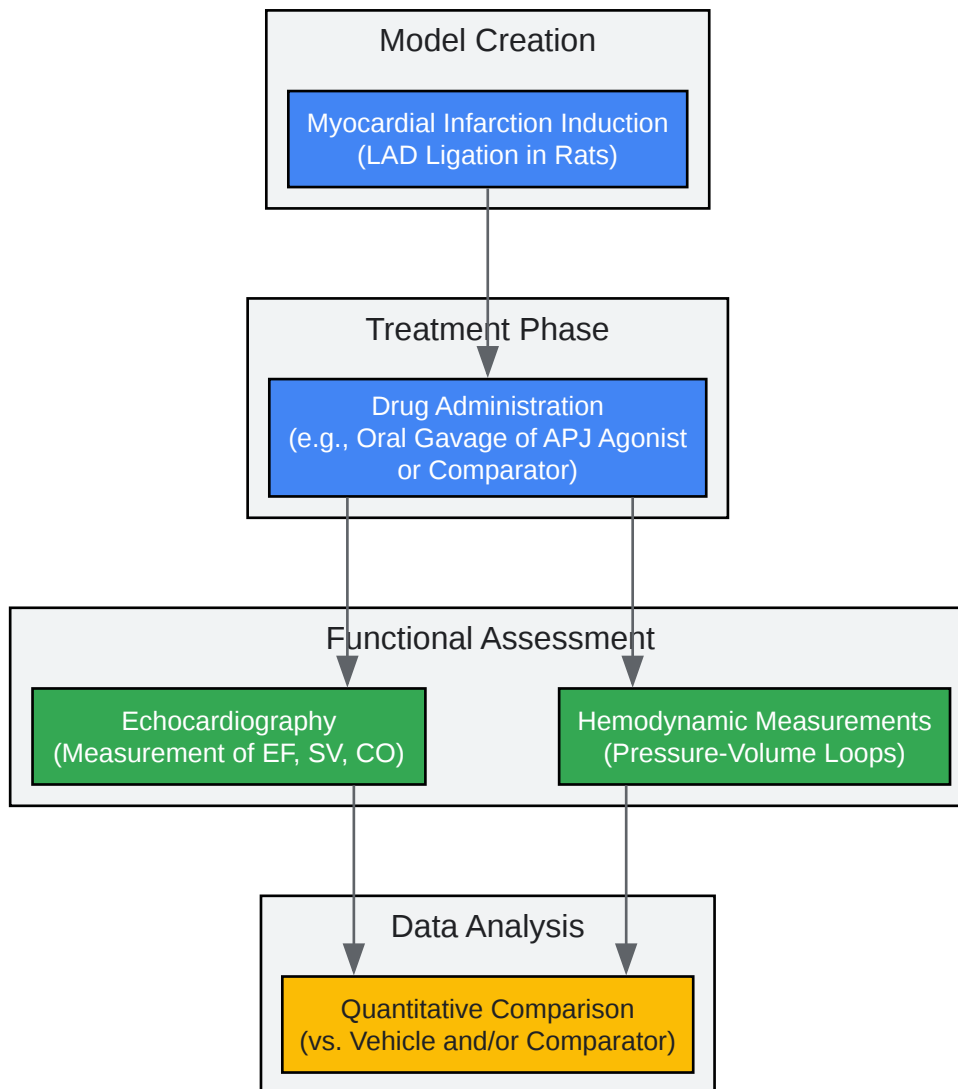 Model Creation
Myocardial Infarction Induction
(LAD Ligation in Rats)
Treatment Phase
Drug Administration
(e.g., Oral Gavage of APJ Agonist
or Comparator)
Functional Assessment
Echocardiography
(Measurement of EF, SV, CO)
Hemodynamic Measurements
(Pressure-Volume Loops)
Data Analysis
Quantitative Comparison
(vs. Vehicle and/or Comparator)